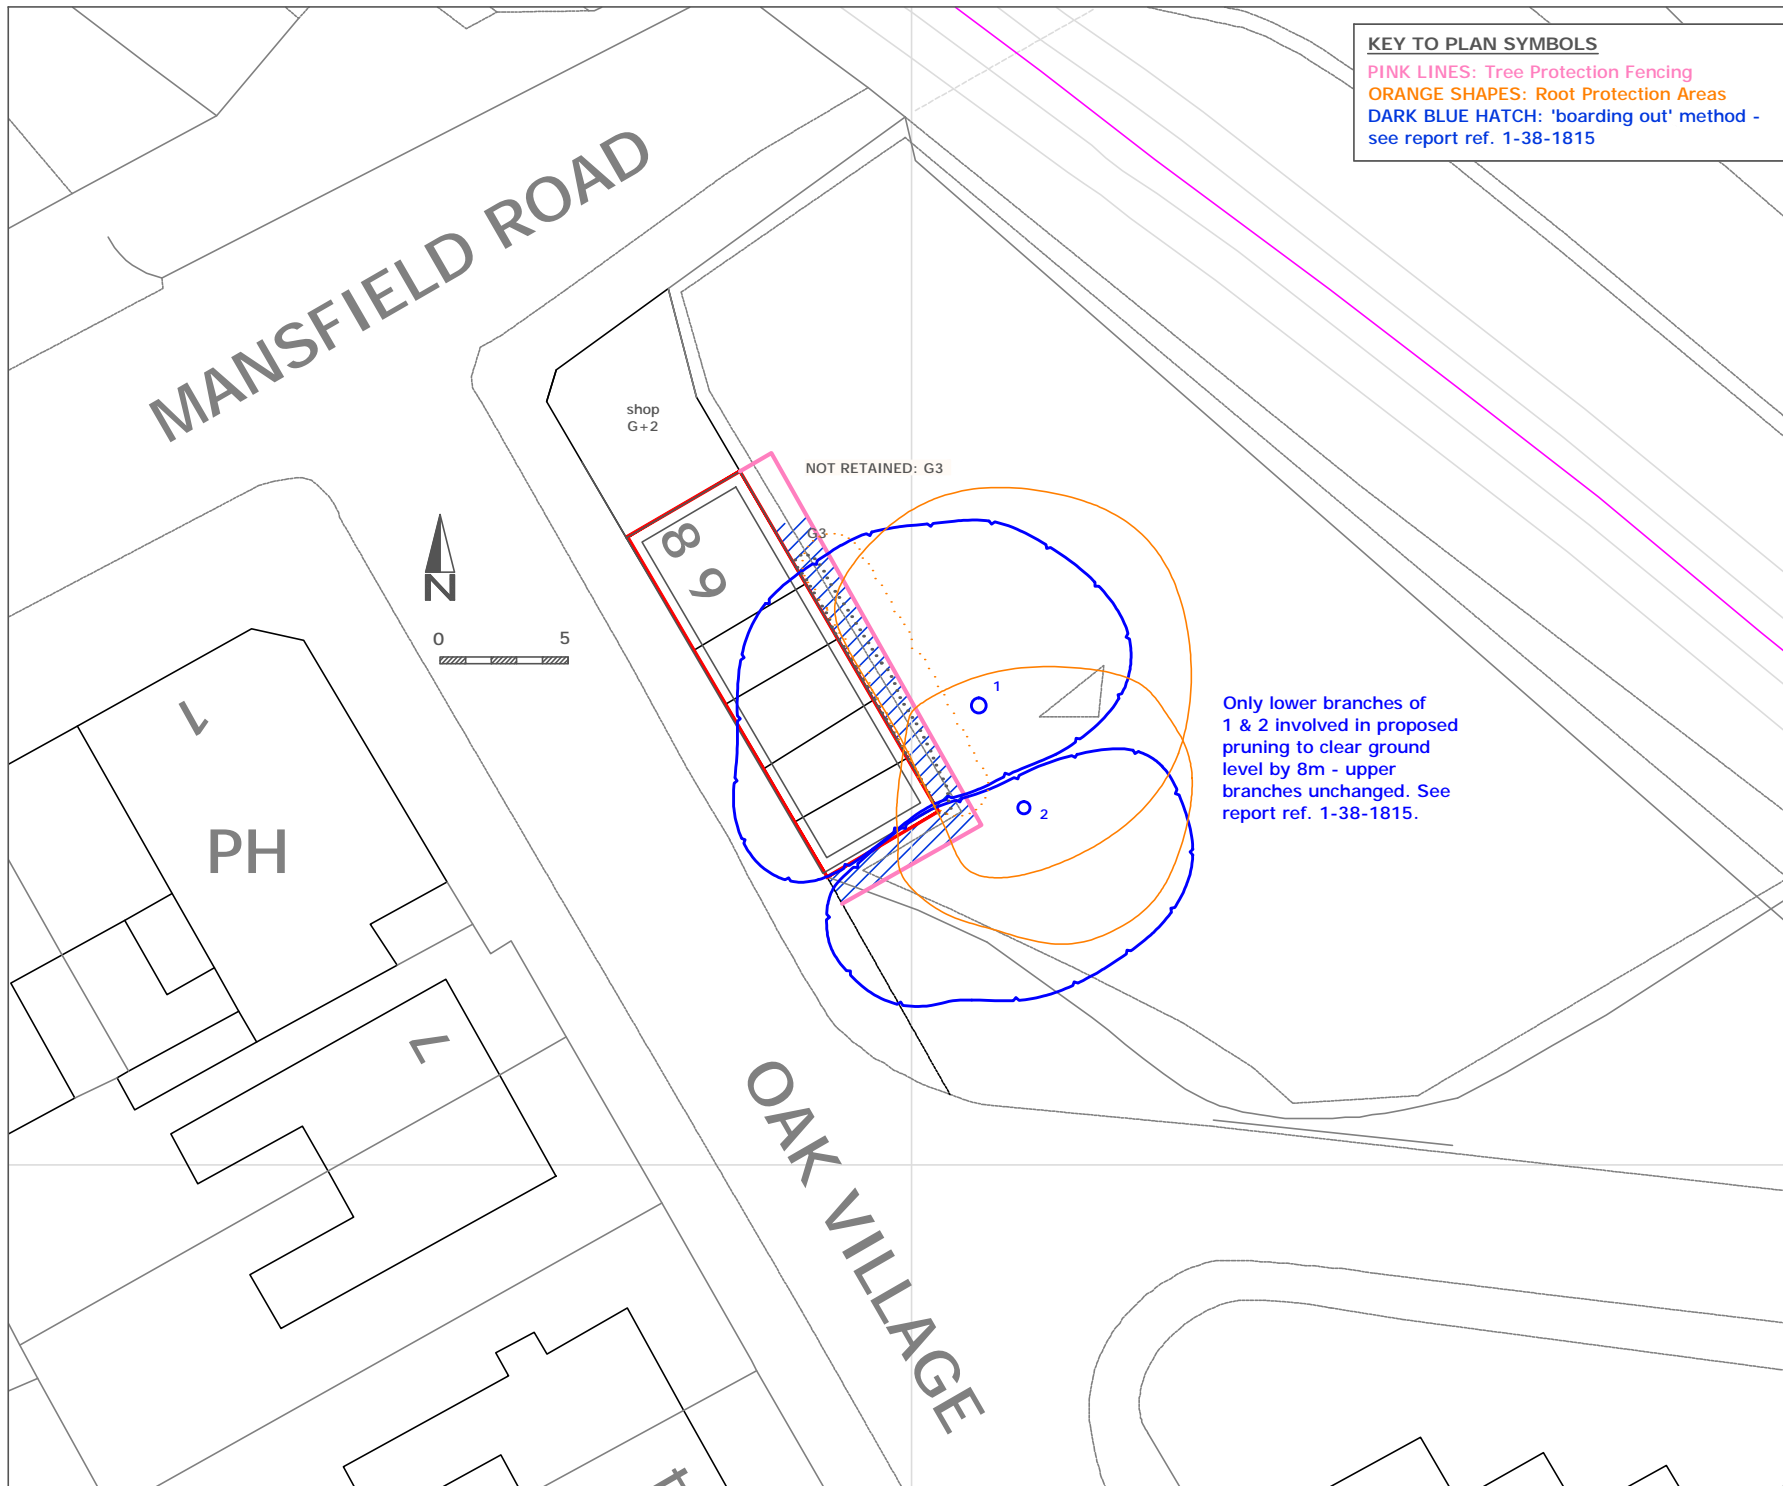 KEY TO PLAN SYMBOLS
PINK LINES: Tree Protection Fencing
ORANGE SHAPES: Root Protection Areas
DARK BLUE HATCH: 'boarding out' method -
see report ref. 1-38-1815
MANSFIELD ROAD
shop
G+2
NOT RETAINED: G3
G3
8
9
N
0 5
1
1
2
Only lower branches of
1 & 2 involved in proposed
pruning to clear ground
level by 8m - upper
branches unchanged. See
report ref. 1-38-1815.
PH
7
OAK VILLAGE